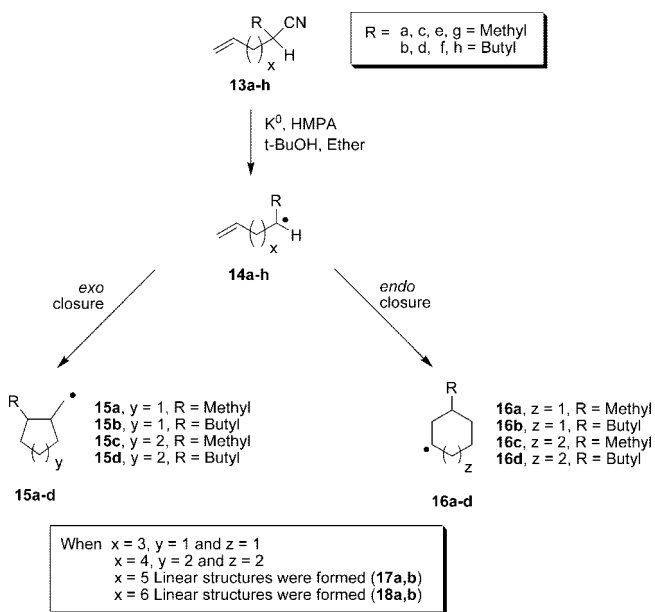 R
CN
H
x
13a-h
R = a, c, e, g = Methyl
b, d, f, h = Butyl
K⁰, HMPA
t-BuOH, Ether
R
H
x
14a-h
exo
closure
endo
closure
R
y
15a-d
15a, y = 1, R = Methyl
15b, y = 1, R = Butyl
15c, y = 2, R = Methyl
15d, y = 2, R = Butyl
R
z
16a-d
16a, z = 1, R = Methyl
16b, z = 1, R = Butyl
16c, z = 2, R = Methyl
16d, z = 2, R = Butyl
When x = 3, y = 1 and z = 1
x = 4, y = 2 and z = 2
x = 5 Linear structures were formed (17a,b)
x = 6 Linear structures were formed (18a,b)